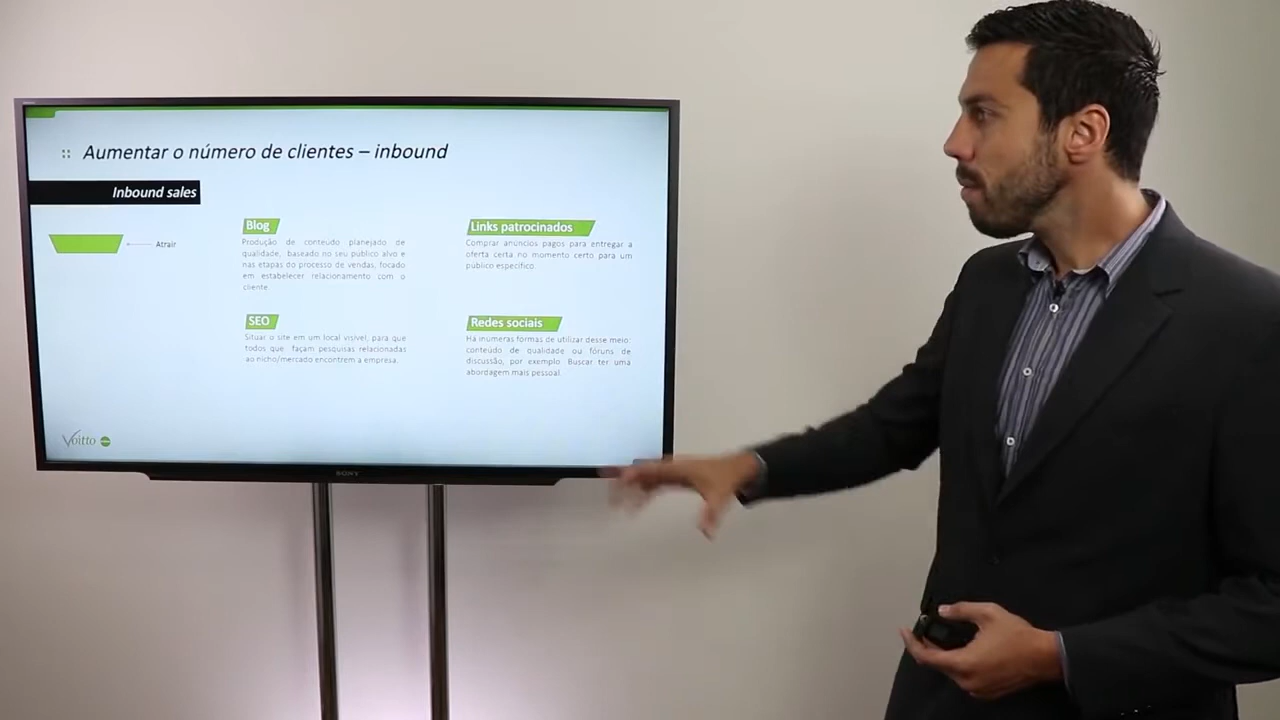 Aumentar o número de clientes – inbound
Inbound sales
Atrair
Blog
Produção de conteúdo planejado de
qualidade, baseado no seu público alvo e
nas etapas do processo de vendas, focado
em estabelecer relacionamento com o
cliente
SEO
Situar o site em um local visível, para que
todos que façam pesquisas relacionadas
ao nicho/mercado encontrem a empresa.
Links patrocinados
Comprar anúncios pagos para entregar a
oferta certa no momento certo para um
público específico.
Redes sociais
Há inúmeras formas de utilizar desse meio
conteúdo de qualidade ou fóruns de
discussão, por exemplo. Buscar ter uma
abordagem mais pessoal.
Voitto
SONY